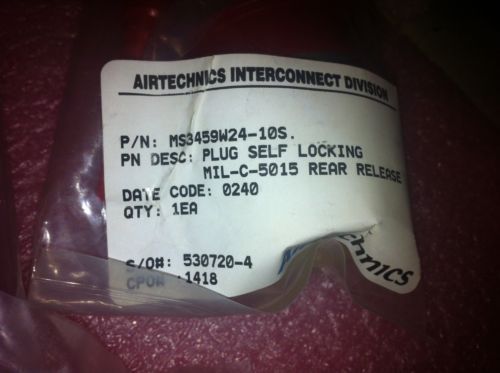 AIRTECHNICS INTERCONNECT DIVISION
P/N: MS3459W24-10S.
PN DESC: PLUG SELF LOCKING
MIL-C-5015 REAR RELEASE
DATE CODE: 0240
QTY: 1EA
S/O#: 530720-4
CPO# :1418